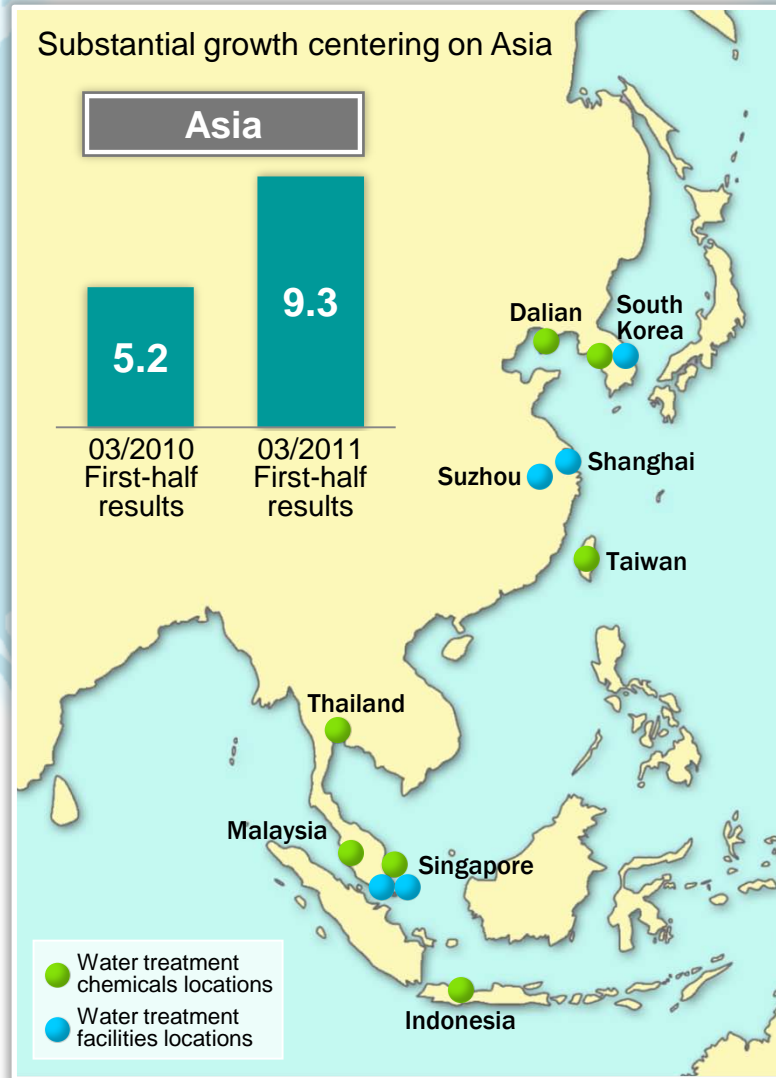 Substantial growth centering on Asia
Asia
5.2
9.3
03/2010
First-half
results
03/2011
First-half
results
Dalian
South
Korea
Suzhou
Shanghai
Taiwan
Thailand
Malaysia
Singapore
Indonesia
Water treatment
chemicals locations
Water treatment
facilities locations